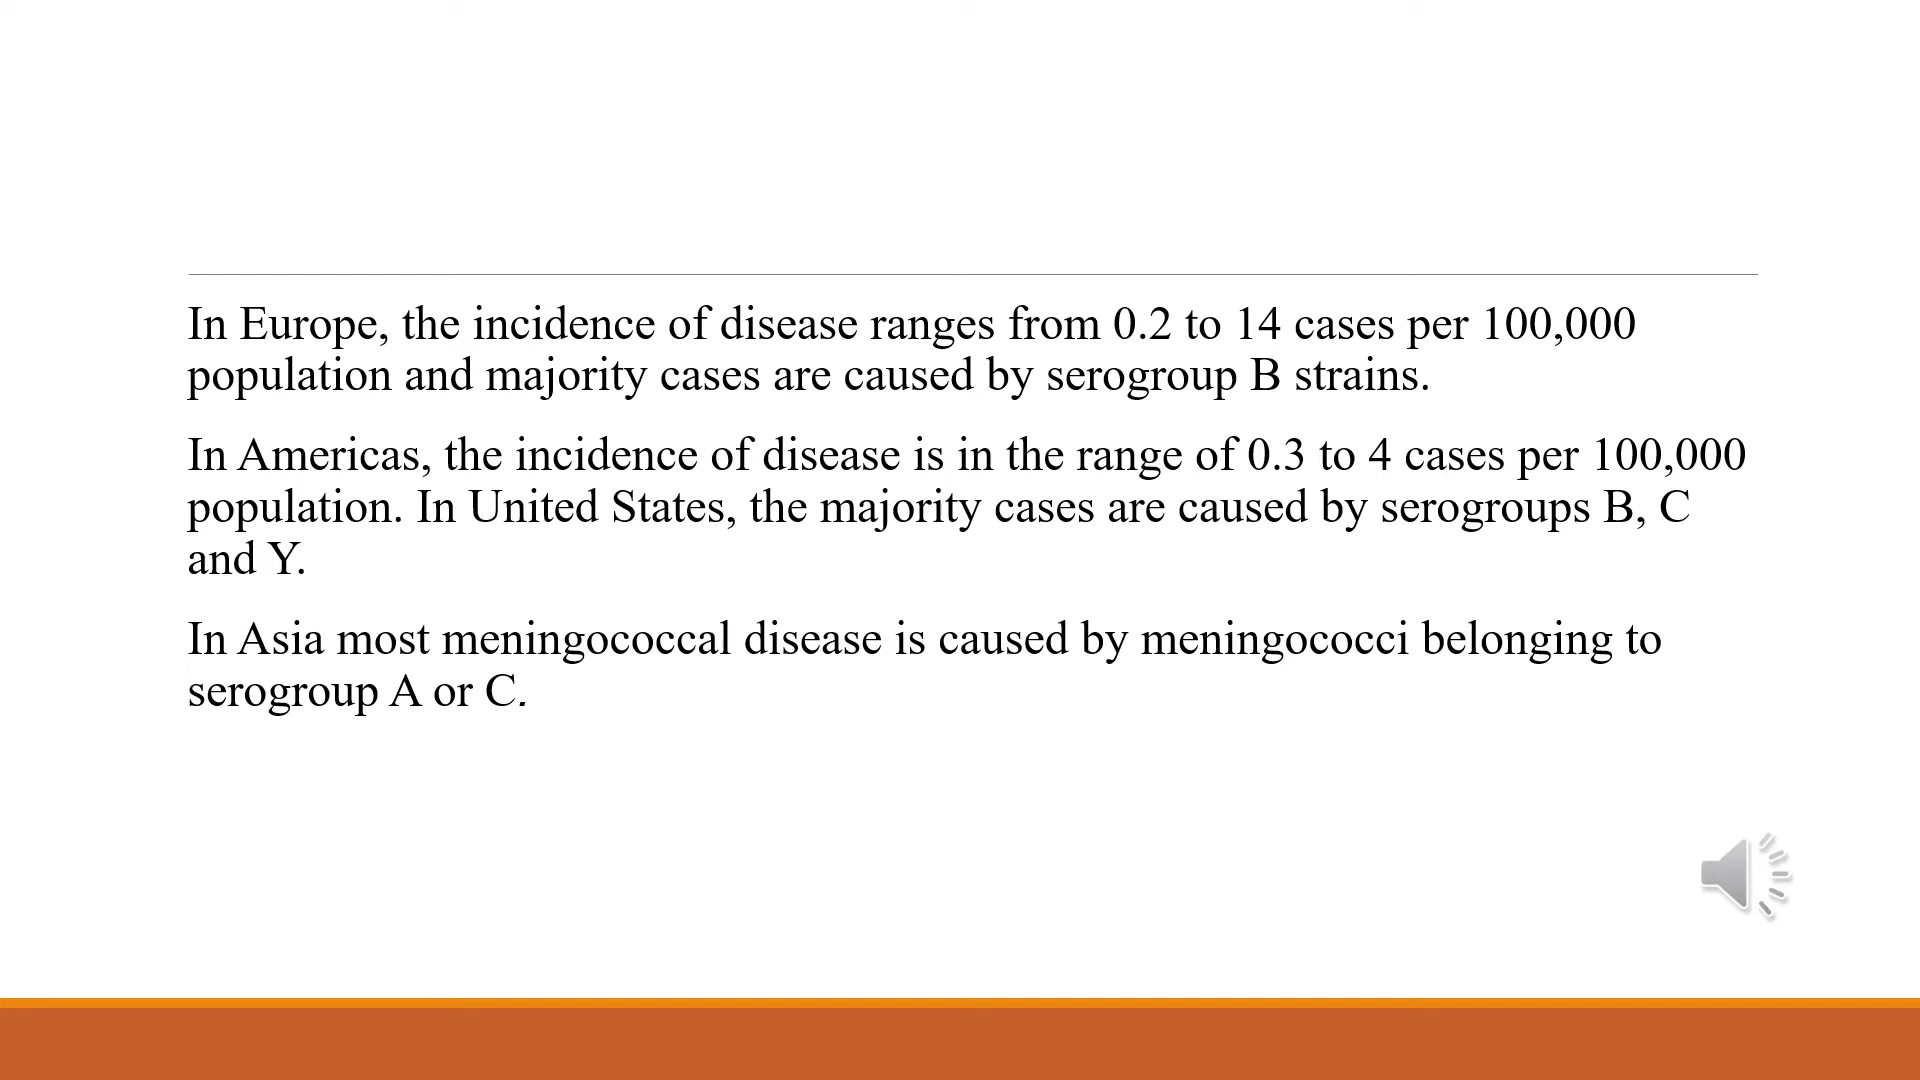 In Europe, the incidence of disease ranges from 0.2 to 14 cases per 100,000
population and majority cases are caused by serogroup B strains.
In Americas, the incidence of disease is in the range of 0.3 to 4 cases per 100,000
population. In United States, the majority cases are caused by serogroups B, C
and Y.
In Asia most meningococcal disease is caused by meningococci belonging to
serogroup A or C.